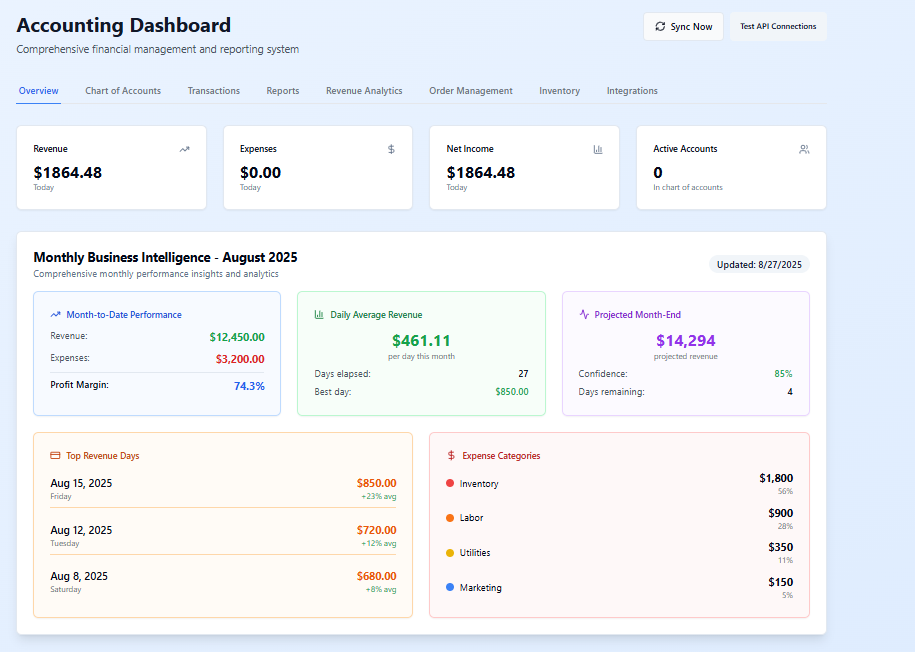 Accounting Dashboard
Comprehensive financial management and reporting system
Sync Now
Test API Connections
Overview
Chart of Accounts
Transactions
Reports
Revenue Analytics
Order Management
Inventory
Integrations
Revenue
$1864.48
Today
Expenses
$
$0.00
Today
Net Income
$1864.48
Today
Active Accounts
0
In chart of accounts
Monthly Business Intelligence - August 2025
Comprehensive monthly performance insights and analytics
Updated: 8/27/2025
Month-to-Date Performance
Revenue: $12,450.00
Expenses: $3,200.00
Profit Margin: 74.3%
Daily Average Revenue
$461.11
per day this month
Days elapsed: 27
Best day: $850.00
Projected Month-End
$14,294
projected revenue
Confidence: 85%
Days remaining: 4
Top Revenue Days
Aug 15, 2025 $850.00
Friday +23% avg
Aug 12, 2025 $720.00
Tuesday +12% avg
Aug 8, 2025 $680.00
Saturday +8% avg
$ Expense Categories
Inventory $1,800
56%
Labor $900
28%
Utilities $350
11%
Marketing $150
5%